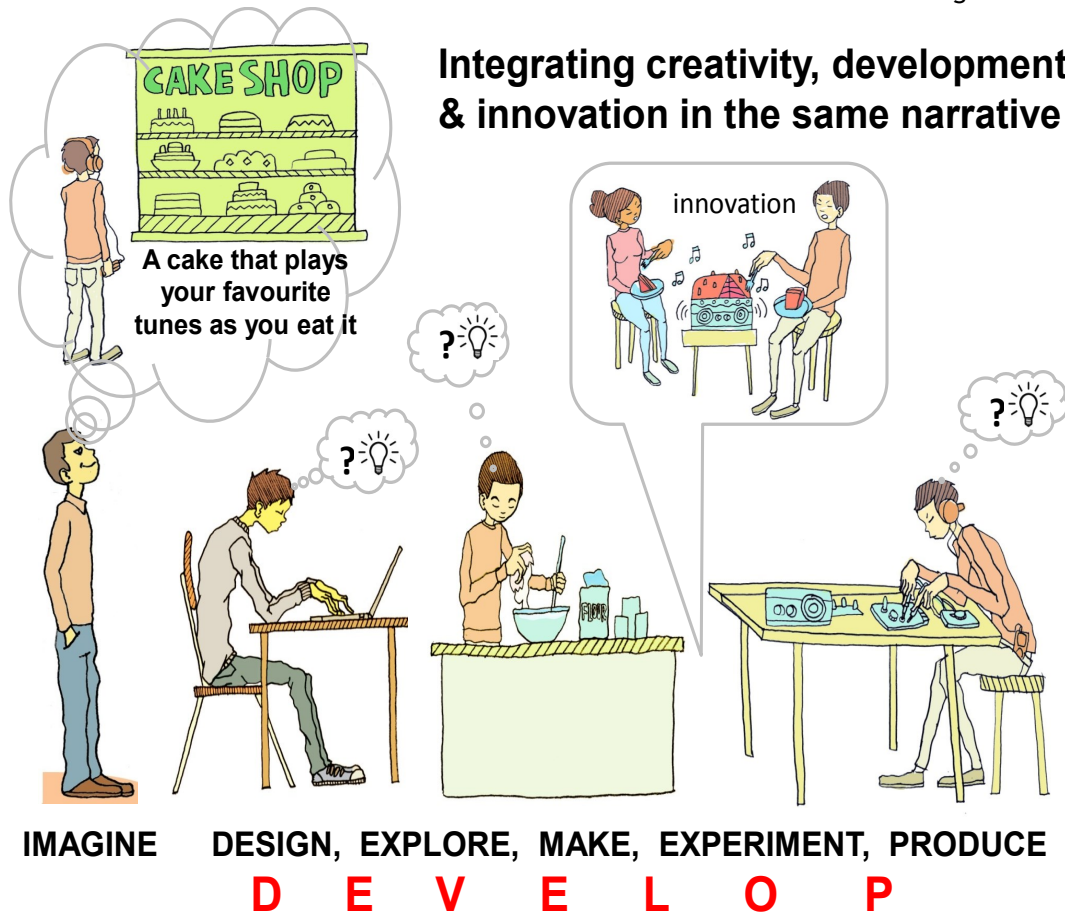 Integrating creativity, development
& innovation in the same narrative
CAKE SHOP
A cake that plays
your favourite
tunes as you eat it
innovation
?
?
?
FLOUR
IMAGINE DESIGN, EXPLORE, MAKE, EXPERIMENT, PRODUCE
D E V E L O P